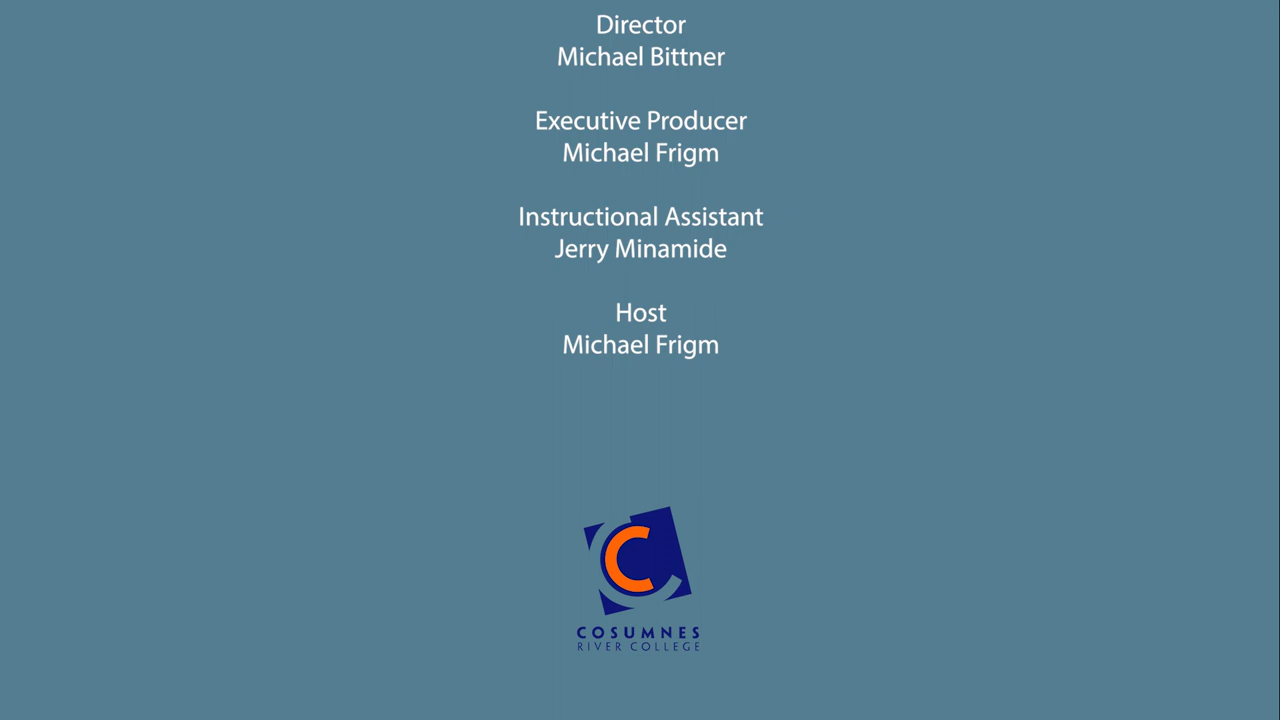 Director
Michael Bittner
Executive Producer
Michael Frigm
Instructional Assistant
Jerry Minamide
Host
Michael Frigm
C
COSUMNES
RIVER COLLEGE